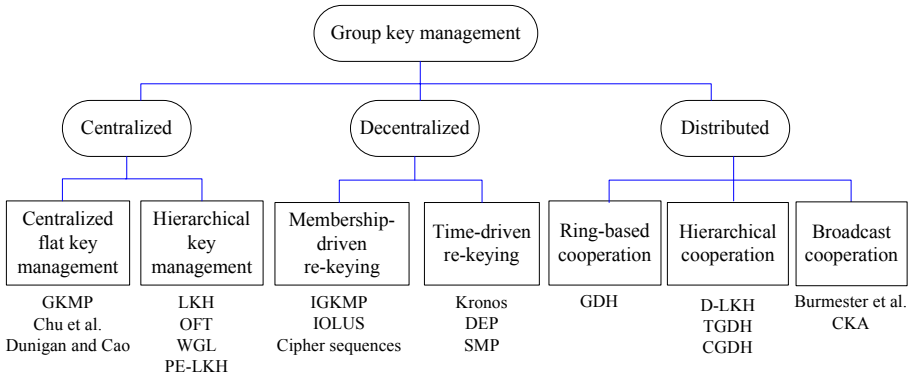 Group key management
Centralized
Decentralized
Distributed
Centralized
flat key
management
Hierarchical
key
management
Membership-
driven
re-keying
Time-driven
re-keying
Ring-based
cooperation
Hierarchical
cooperation
Broadcast
cooperation
GKMP
Chu et al.
Dunigan and Cao
LKH
OFT
WGL
PE-LKH
IGKMP
IOLUS
Cipher sequences
Kronos
DEP
SMP
GDH
D-LKH
TGDH
CGDH
Burmester et al.
CKA